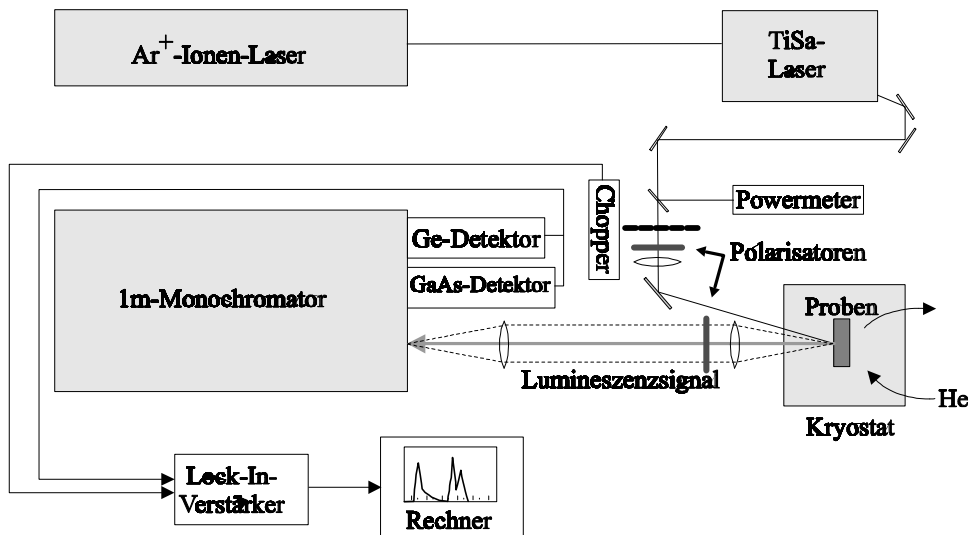 Ar+-Ionen-Laser
TiSa-
Laser
Chopper
Powermeter
Ge-Detektor
Polarisatoren
GaAs-Detektor
1m-Monochromator
Proben
Lumineszenzsignal
He
Kryostat
Lock-In-
Verstärker
Rechner